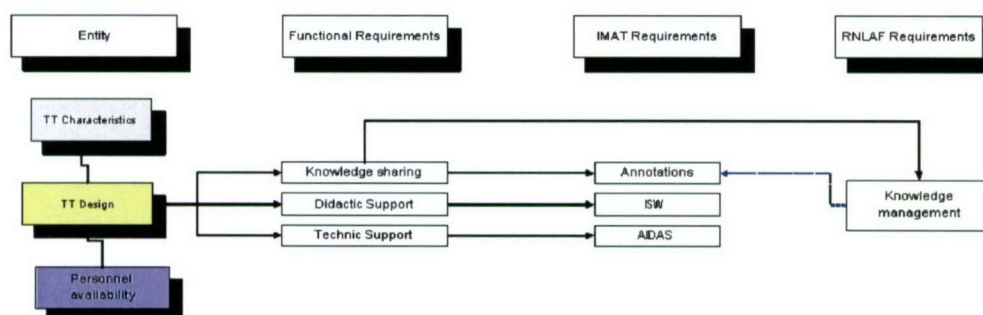 Entity
Functional Requirements
IMAT Requirements
RNLAF Requirements
TT Characteristics
Knowledge sharing
Annotations
TT Design
Didactic Support
ISW
Knowledge
management
Technic Support
AIDAS
Personnel
availability